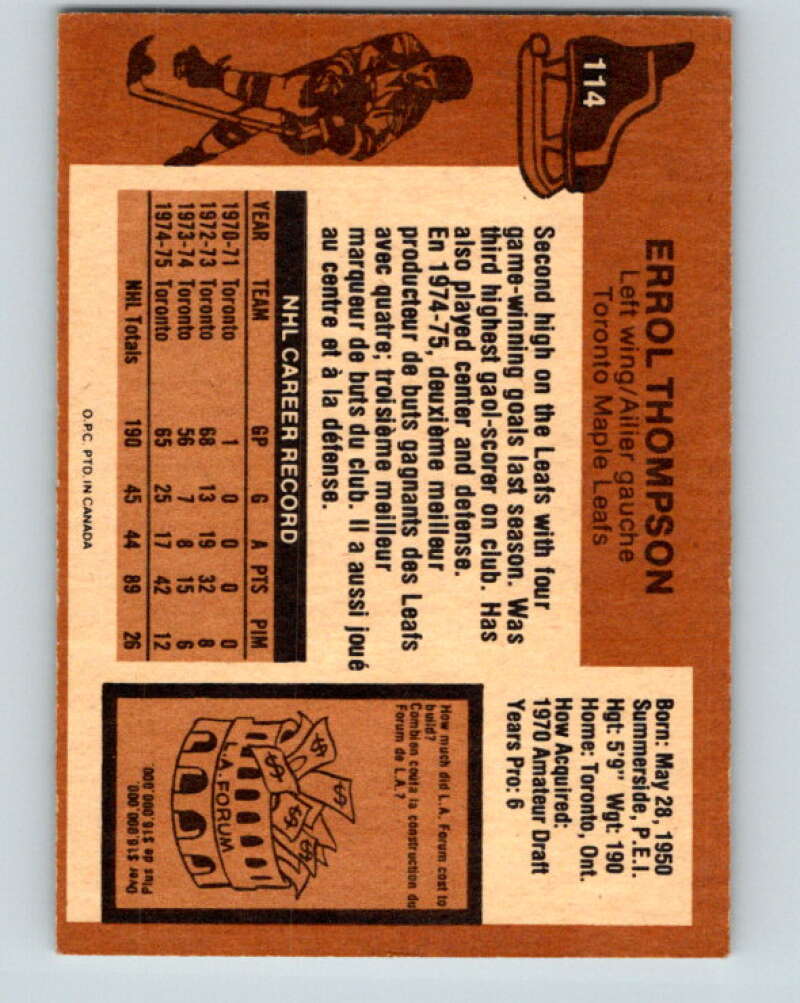 114
ERROL THOMPSON
Left wing/Ailier gauche
Toronto Maple Leafs
Born: May 28, 1950
Summerside, P.E.I.
Hgt: 5'9" Wgt: 190
Home: Toronto, Ont.
How Acquired:
1970 Amateur Draft
Years Pro: 6
Second high on the Leafs with four
game-winning goals last season. Was
third highest gaol-scorer on club. Has
also played center and defense.
En 1974-75, deuxième meilleur
producteur de buts gagnants des Leafs
avec quatre; troisième meilleur
marqueur de buts du club. Il a aussi joué
au centre et à la défense.
NHL CAREER RECORD
YEAR TEAM GP G A PTS PIM
1970-71 Toronto 1 0 0 0 0
1972-73 Toronto 68 13 19 32 8
1973-74 Toronto 56 7 8 15 6
1974-75 Toronto 65 25 17 42 12
NHL Totals 190 45 44 89 26
How much did L.A. Forum cost to
build?
Combien couta la construction du
Forum de L.A.?
$ $ $ $ $
L.A. FORUM
Over $16,000,000.
Plus de $16,000,000.
O.P.C. PTD. IN CANADA